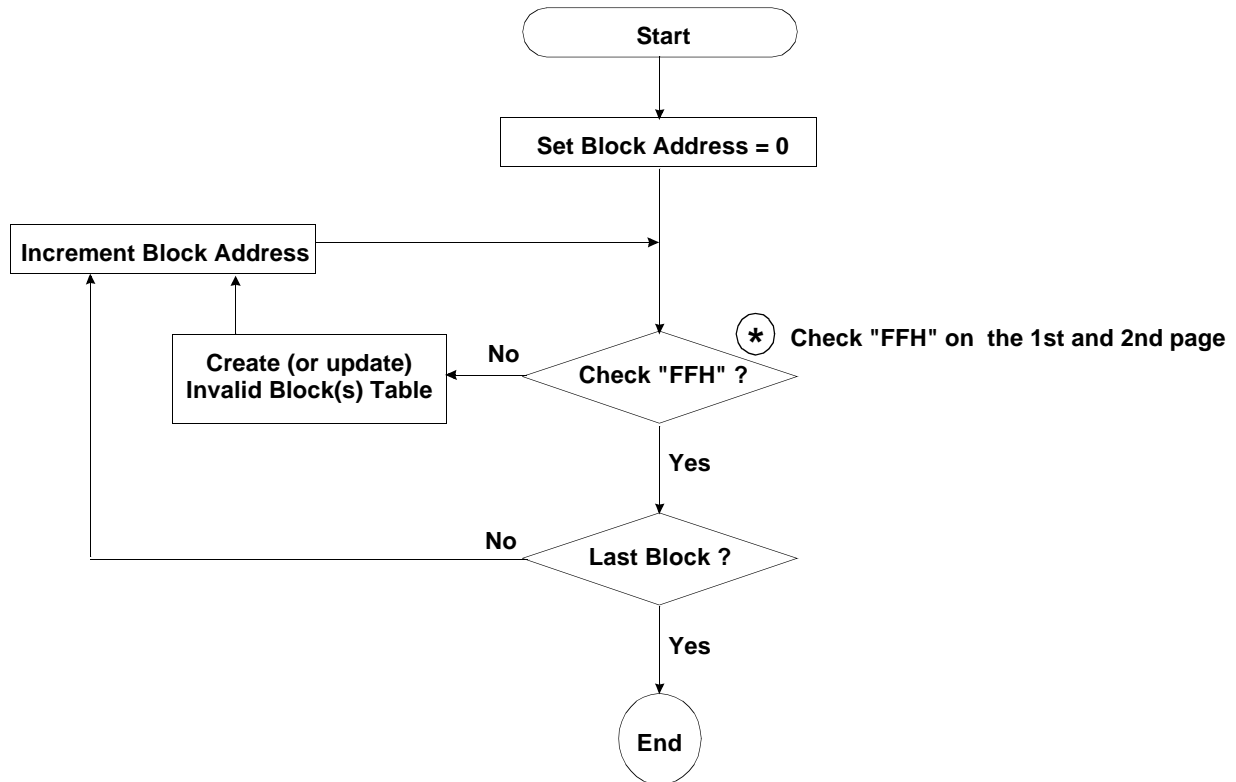 Start
Set Block Address = 0
Increment Block Address
* Check "FFH" on the 1st and 2nd page
No
Create (or update)
Invalid Block(s) Table
Check "FFH" ?
Yes
No
Last Block ?
Yes
End